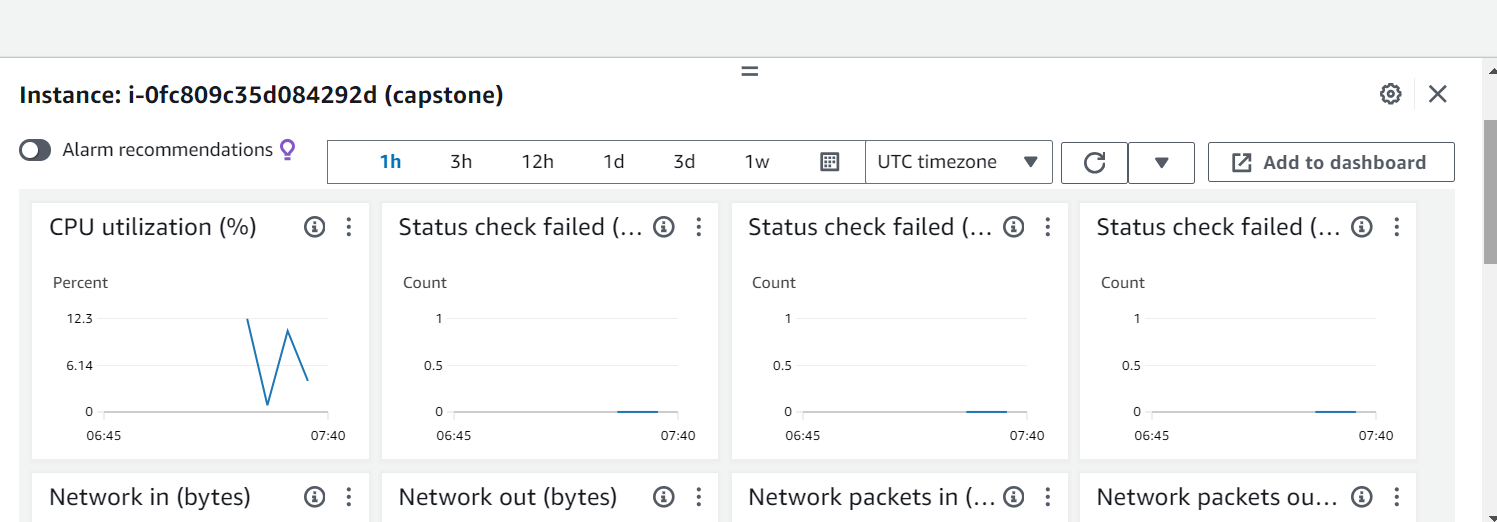 Instance: i-0fc809c35d084292d (capstone)
Alarm recommendations
1h 3h 12h 1d 3d 1w UTC timezone Add to dashboard
CPU utilization (%)
Percent
12.3
6.14
0
06:45 07:40
Status check failed (...
Count
1
0.5
0
06:45 07:40
Status check failed (...
Count
1
0.5
0
06:45 07:40
Status check failed (...
Count
1
0.5
0
06:45 07:40
Network in (bytes)
Network out (bytes)
Network packets in (...
Network packets ou...